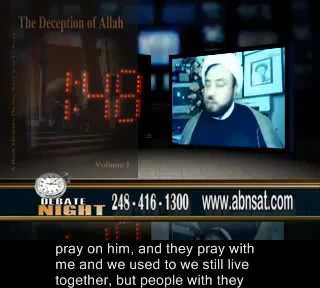 The Deception of Allah
1:48
Volume I
DEBATE
NIGHT
248 - 416 - 1300
www.abnsat.com
pray on him, and they pray with
me and we used to we still live
together, but people with they